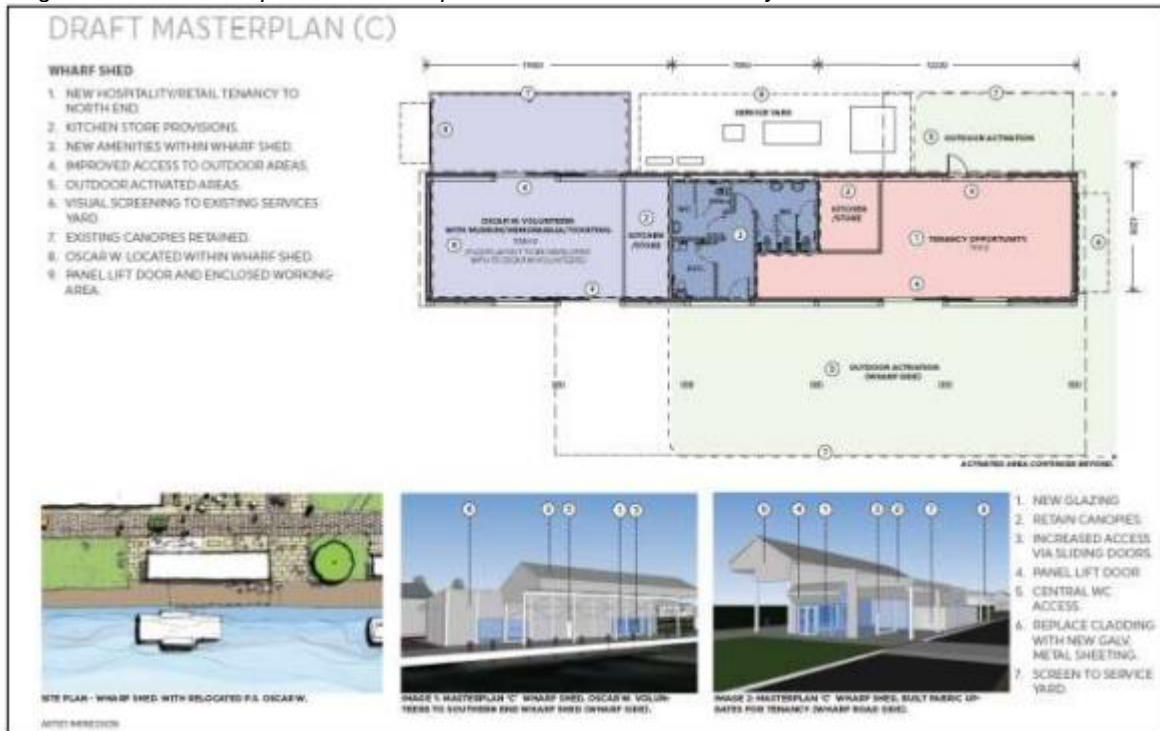 DRAFT MASTERPLAN (C)
WHARF SHED
1. NEW HOSPITALITY/RETAIL TENANCY TO
NORTH END.
2. KITCHEN STORE PROVISIONS.
3. NEW AMENITIES WITHIN WHARF SHED.
4. IMPROVED ACCESS TO OUTDOOR AREAS.
5. OUTDOOR ACTIVATED AREAS.
6. VISUAL SCREENING TO EXISTING SERVICES
YARD.
7. EXISTING CANOPIES RETAINED.
8. OSCAR W. LOCATED WITHIN WHARF SHED.
9. PANEL LIFT DOOR AND ENCLOSED WORKING
AREA.
SERVICE YARD
OUTDOOR ACTIVATION
OSCAR W. VOLUNTEERS
WITH MUSEUM/MEMORABILIA/TICKETING
KITCHEN
/STORE
KITCHEN
/STORE
TENANCY OPPORTUNITY
OUTDOOR ACTIVATION
(WHARF SIDE)
ACTIVATED AREA CONTINUES BEYOND.
SITE PLAN - WHARF SHED WITH RELOCATED P.S. OSCAR W.
IMAGE 1: MASTERPLAN 'C' WHARF SHED, OSCAR W. VOLUN-
TEERS TO SOUTHERN END WHARF SHED (WHARF SIDE).
IMAGE 2: MASTERPLAN 'C' WHARF SHED, BUILT FABRIC UP-
DATES FOR TENANCY (WHARF ROAD SIDE).
1. NEW GLAZING
2. RETAIN CANOPIES
3. INCREASED ACCESS
VIA SLIDING DOORS.
4. PANEL LIFT DOOR
5. CENTRAL WC
ACCESS.
6. REPLACE CLADDING
WITH NEW GALV.
METAL SHEETING.
7. SCREEN TO SERVICE
YARD.
ARTIST IMPRESSION